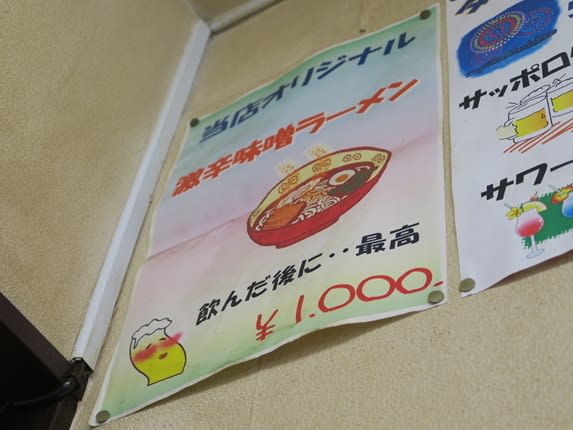 当店オリジナル
激辛味噌ラーメン
飲んだ後に・・最高
¥1,000-
サッポロ
サワー